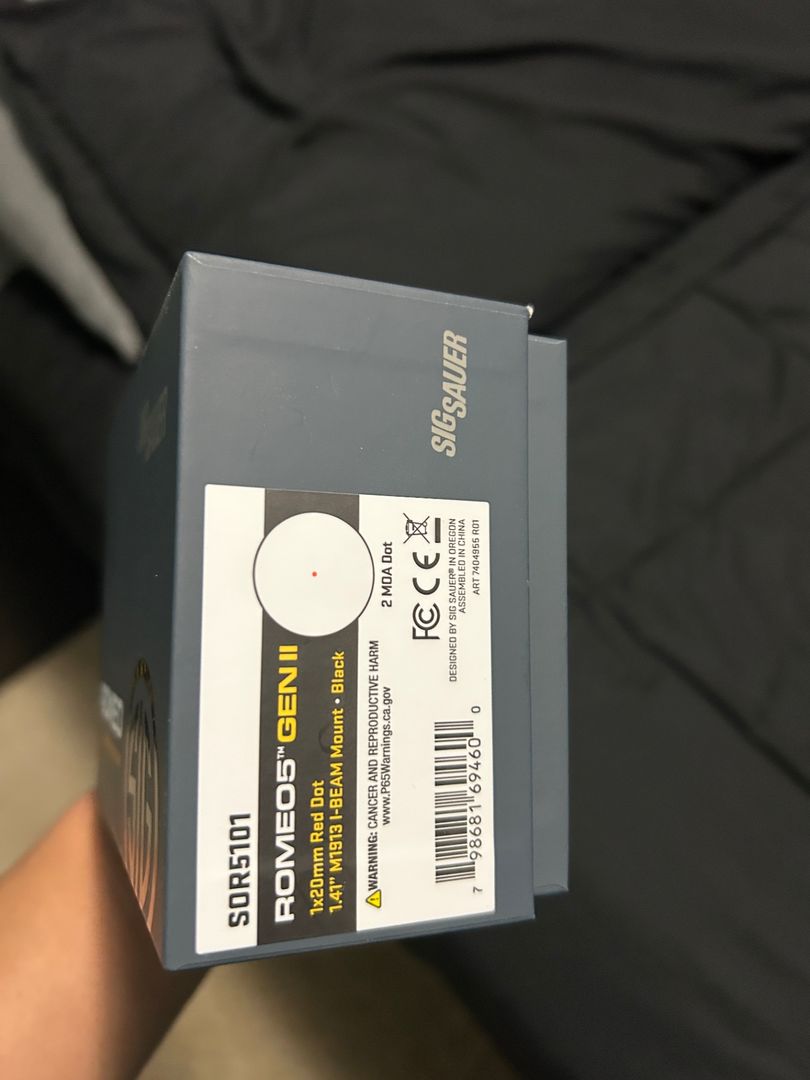 SIG SAUER
SOR5101
ROMEO5™ GEN II
1x20mm Red Dot
1.41" M1913 I-BEAM Mount • Black
2 MOA Dot
WARNING: CANCER AND REPRODUCTIVE HARM
www.P65Warnings.ca.gov
FC CE
DESIGNED BY SIG SAUER® IN OREGON
ASSEMBLED IN CHINA
ART 7404955 R01
7 98681 69460 0